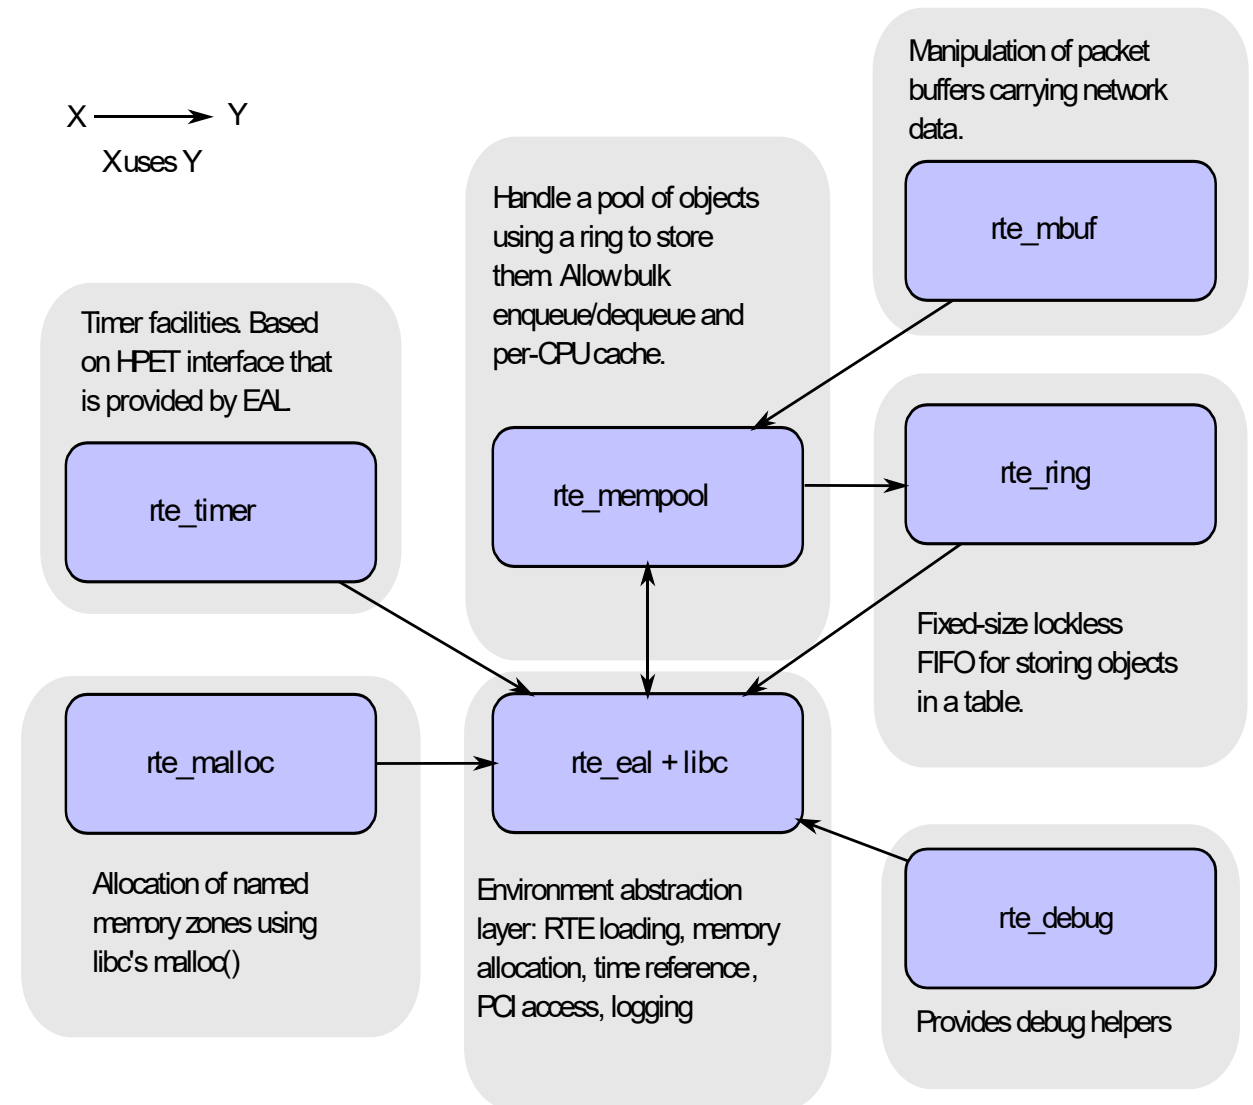 X Y
X uses Y
Manipulation of packet
buffers carrying network
data.
rte_mbuf
Handle a pool of objects
using a ring to store
them. Allow bulk
enqueue/dequeue and
per-CPU cache.
rte_mempool
Timer facilities. Based
on HPET interface that
is provided by EAL.
rte_timer
rte_ring
Fixed-size lockless
FIFO for storing objects
in a table.
rte_malloc
Allocation of named
memory zones using
libc's malloc()
rte_eal + libc
Environment abstraction
layer: RTE loading, memory
allocation, time reference,
PCI access, logging
rte_debug
Provides debug helpers